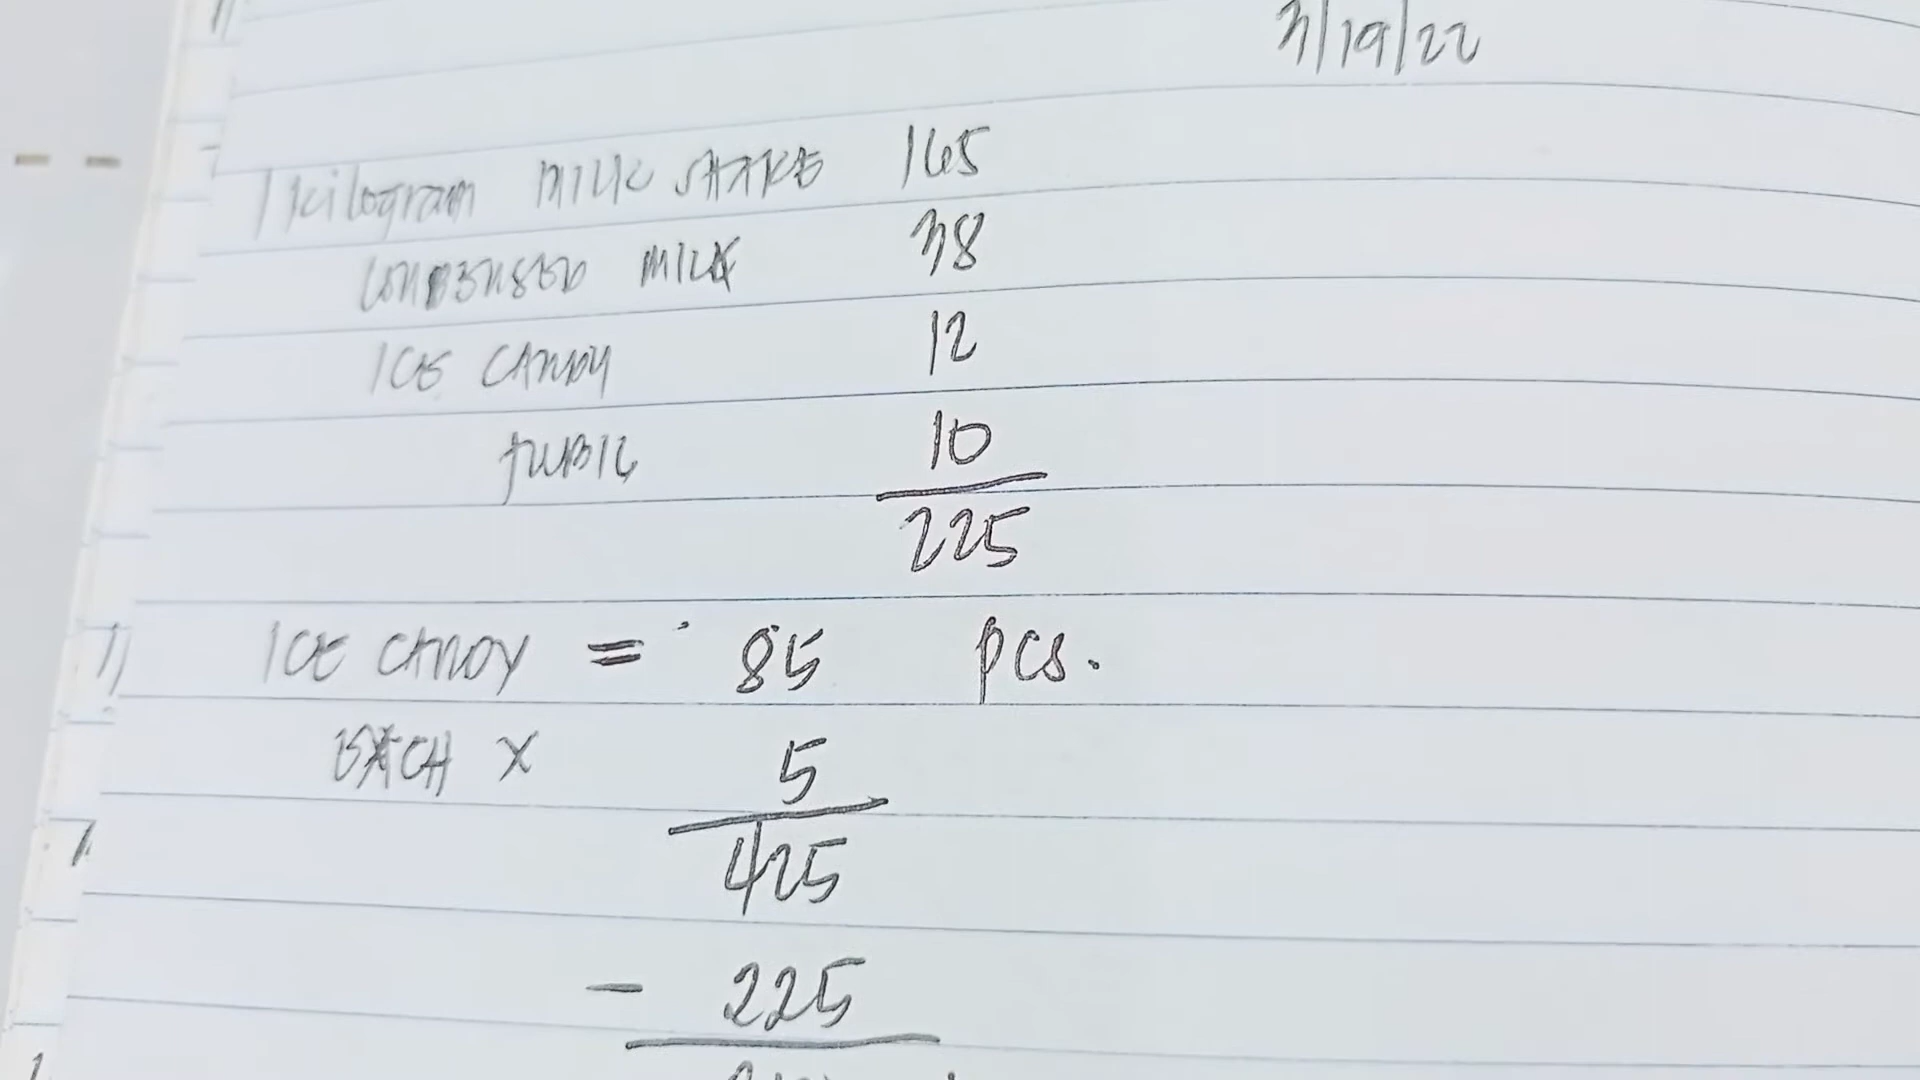 3/19/22
1 Kilogram MILK SHAKE 165
CONDENSED MILK 38
ICE CANDY 12
TUBIG 10
225
ICE CANDY = 85 pcs.
EACH X 5
425
- 225